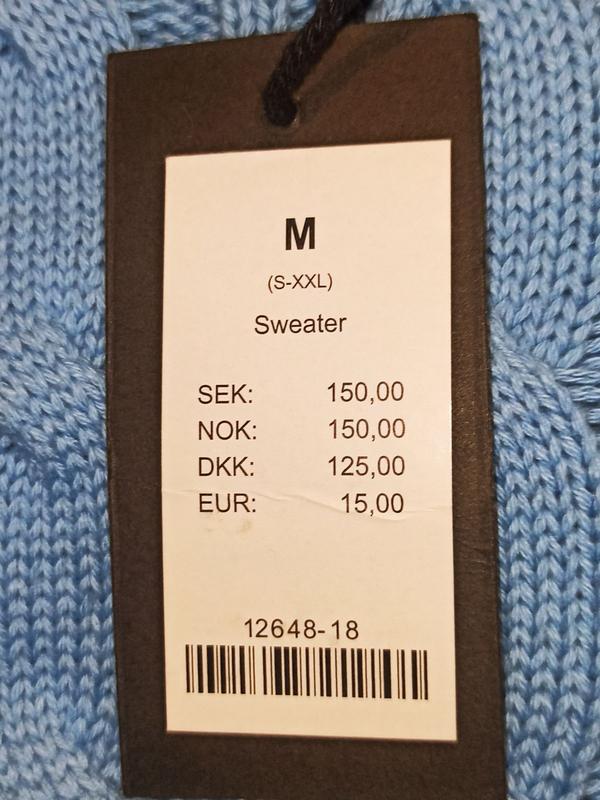 M
(S-XXL)
Sweater
SEK: 150,00
NOK: 150,00
DKK: 125,00
EUR: 15,00
12648-18